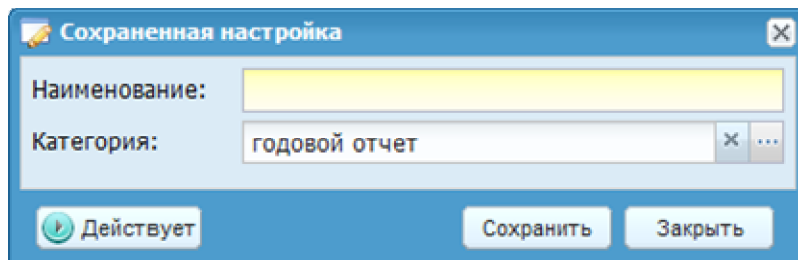 Сохраненная настройка
Наименование:
Категория: годовой отчет
Действует Сохранить Закрыть